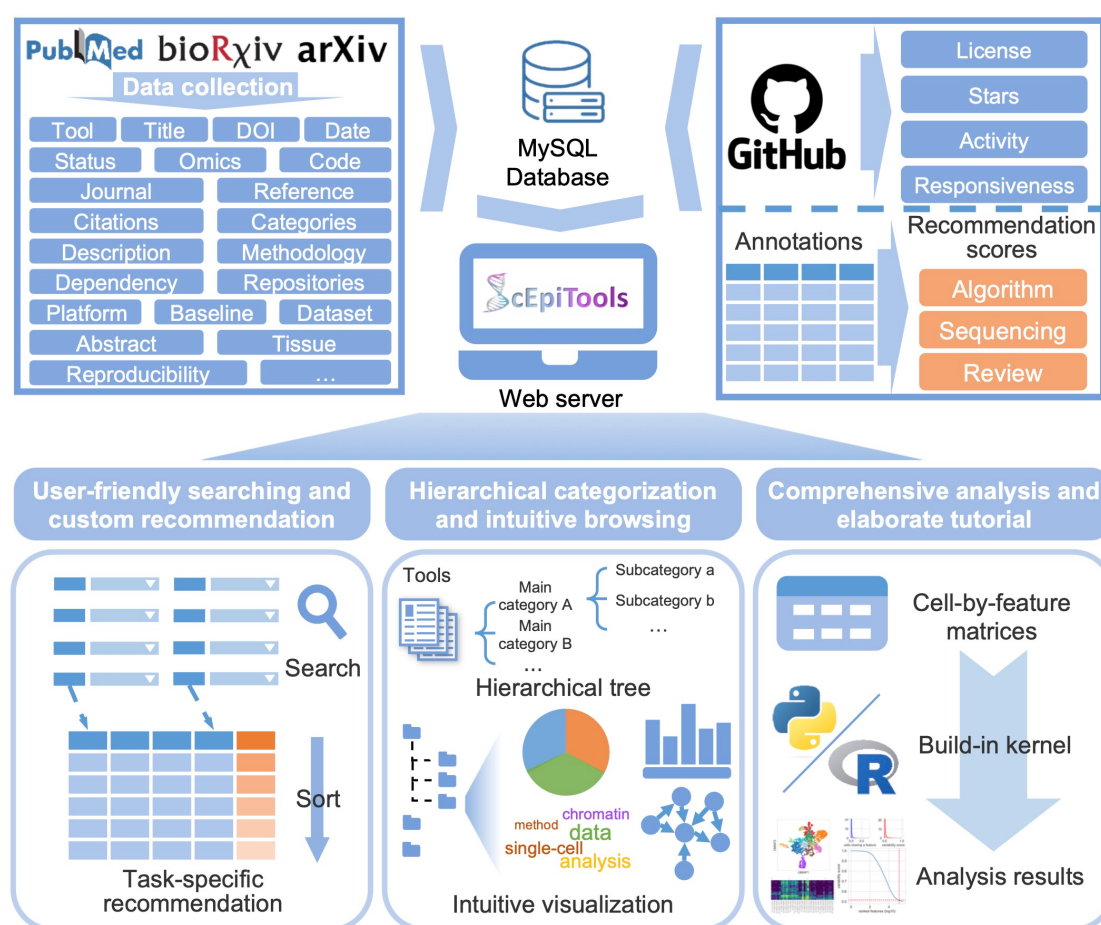 PubMed bioRxiv arXiv
Data collection
Tool Title DOI Date
Status Omics Code
Journal Reference
Citations Categories
Description Methodology
Dependency Repositories
Platform Baseline Dataset
Abstract Tissue
Reproducibility ...
MySQL
Database
scEpiTools
Web server
GitHub
License
Stars
Activity
Responsiveness
Annotations
Recommendation
scores
Algorithm
Sequencing
Review
User-friendly searching and
custom recommendation
Search
Sort
Task-specific
recommendation
Hierarchical categorization
and intuitive browsing
Tools
Main
category A
Main
category B
...
Subcategory a
Subcategory b
...
Hierarchical tree
chromatin
method
data
single-cell
analysis
Intuitive visualization
Comprehensive analysis and
elaborate tutorial
Cell-by-feature
matrices
Build-in kernel
R
Analysis results